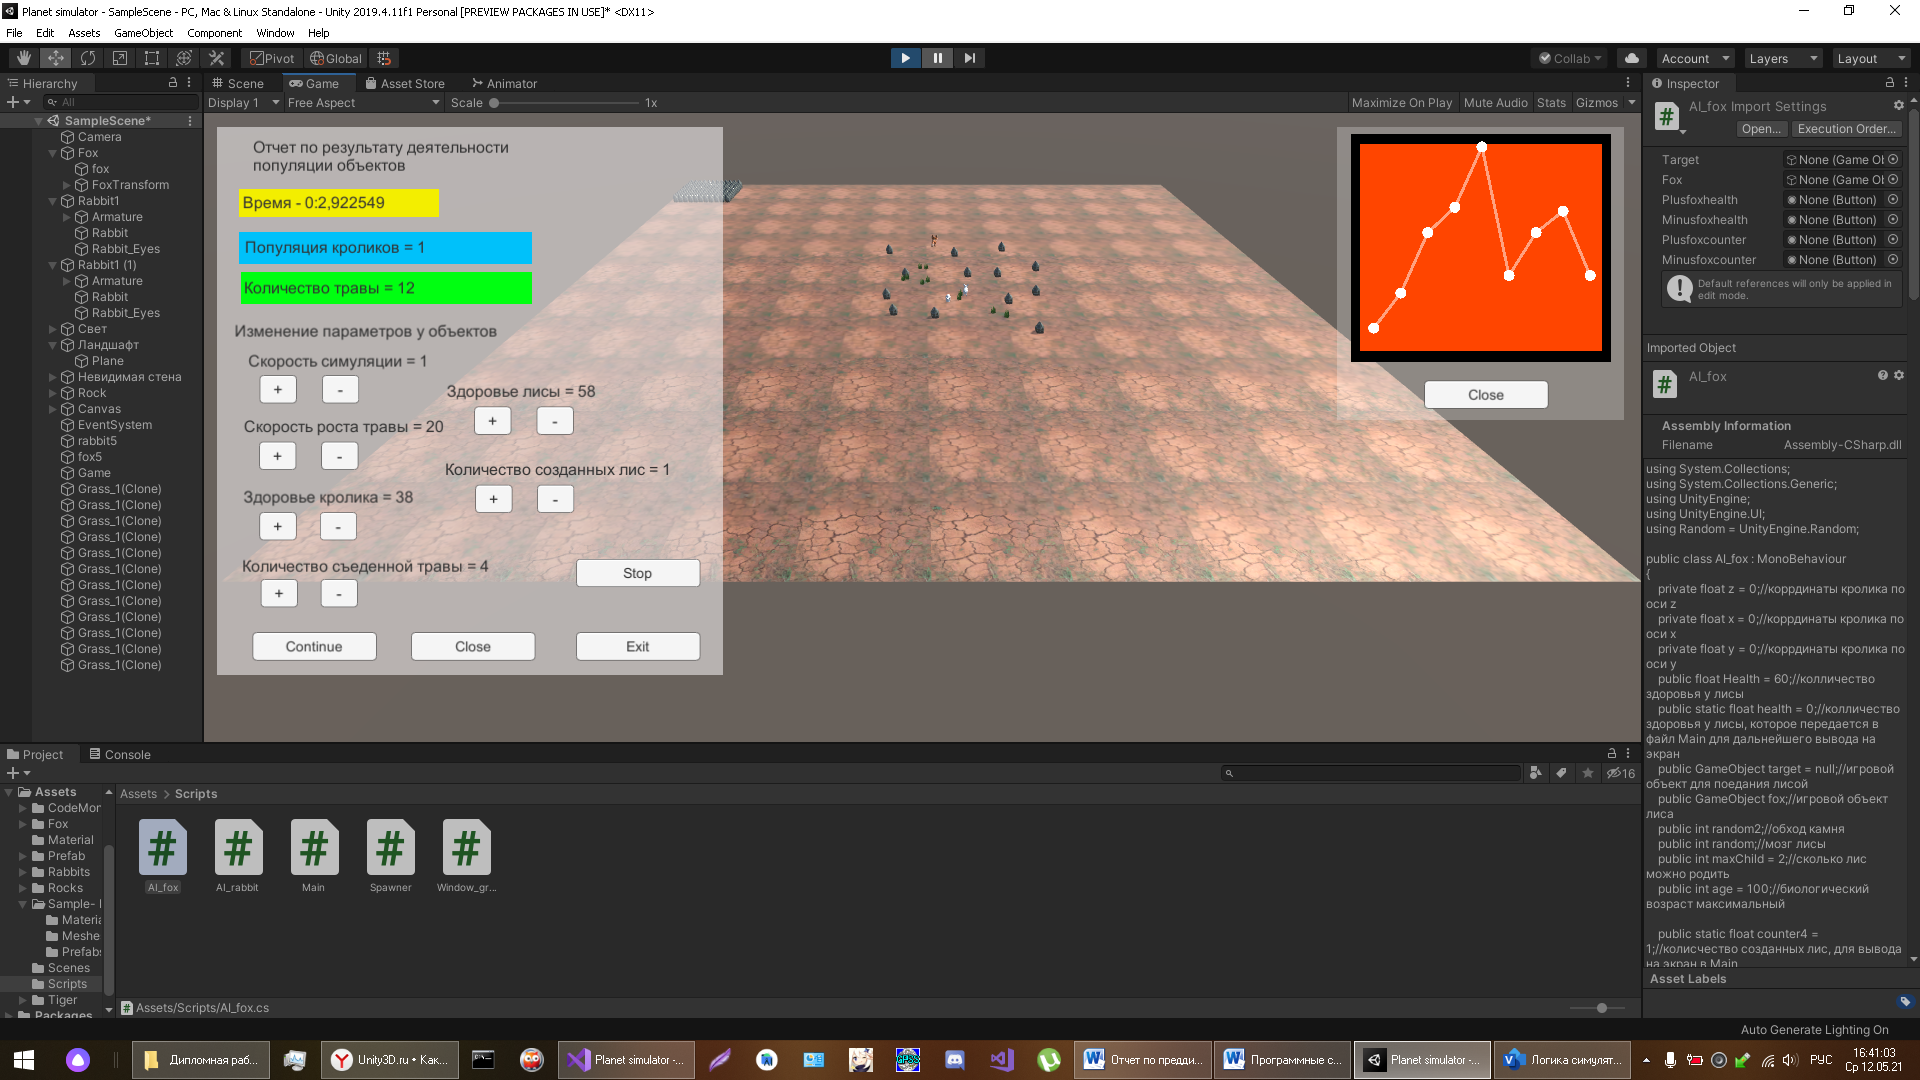 Planet simulator - SampleScene - PC, Mac & Linux Standalone - Unity 2019.4.11f1 Personal [PREVIEW PACKAGES IN USE]* <DX11>
File Edit Assets GameObject Component Window Help
Pivot Global Collab Account Layers Layout
Hierarchy
All
SampleScene*
Camera
Fox
fox
FoxTransform
Rabbit1
Armature
Rabbit
Rabbit_Eyes
Rabbit1 (1)
Armature
Rabbit
Rabbit_Eyes
Свет
Ландшафт
Plane
Невидимая стена
Rock
Canvas
EventSystem
rabbit5
fox5
Game
Grass_1(Clone)
Grass_1(Clone)
Grass_1(Clone)
Grass_1(Clone)
Grass_1(Clone)
Grass_1(Clone)
Grass_1(Clone)
Grass_1(Clone)
Grass_1(Clone)
Grass_1(Clone)
Grass_1(Clone)
Grass_1(Clone)
Scene Game Asset Store Animator
Display 1 Free Aspect Scale 1x Maximize On Play Mute Audio Stats Gizmos
Отчет по результату деятельности
популяции объектов
Время - 0:2,922549
Популяция кроликов = 1
Количество травы = 12
Изменение параметров у объектов
Скорость симуляции = 1
+ -
Здоровье лисы = 58
+ -
Скорость роста травы = 20
+ -
Количество созданных лис = 1
+ -
Здоровье кролика = 38
+ -
Количество съеденной травы = 4
+ -
Stop
Continue Close Exit
Close
Inspector
AI_fox Import Settings
Open... Execution Order...
Target None (Game Ol
Fox None (Game Ol
Plusfoxhealth None (Button)
Minusfoxhealth None (Button)
Plusfoxcounter None (Button)
Minusfoxcounter None (Button)
Default references will only be applied in
edit mode.
Imported Object
AI_fox
Assembly Information
Filename Assembly-CSharp.dll
using System.Collections;
using System.Collections.Generic;
using UnityEngine;
using UnityEngine.UI;
using Random = UnityEngine.Random;
public class AI_fox : MonoBehaviour
{
private float z = 0;//коррдинаты кролика по
оси z
private float x = 0;//коррдинаты кролика по
оси x
private float y = 0;//коррдинаты кролика по
оси y
public float Health = 60;//колличество
здоровья у лисы
public static float health = 0;//колличество
здоровья у лисы, которое передается в
файл Main для дальнейшего вывода на
экран
public GameObject target = null;//игровой
объект для поедания лисой
public GameObject fox;//игровой объект
лиса
public int random2;//обход камня
public int random;//мозг лисы
public int maxChild = 2;//сколько лис
можно родить
public int age = 100;//биологический
возраст максимальный
public static float counter4 =
1;//колисчество созданных лис, для вывода
на экран в Main
Asset Labels
Project Console
16
Assets
CodeMor
Fox
Material
Prefab
Rabbits
Rocks
Sample- I
Materia
Meshe
Prefabs
Scenes
Scripts
Tiger
Packages
Assets > Scripts
AI_fox AI_rabbit Main Spawner Window_gr...
Assets/Scripts/AI_fox.cs
Auto Generate Lighting On
Дипломная раб... Unity3D.ru • Как... Planet simulator -... Отчет по предди... Программные с... Planet simulator -... Логика симулят... РУС
16:41:03
Ср 12.05.21